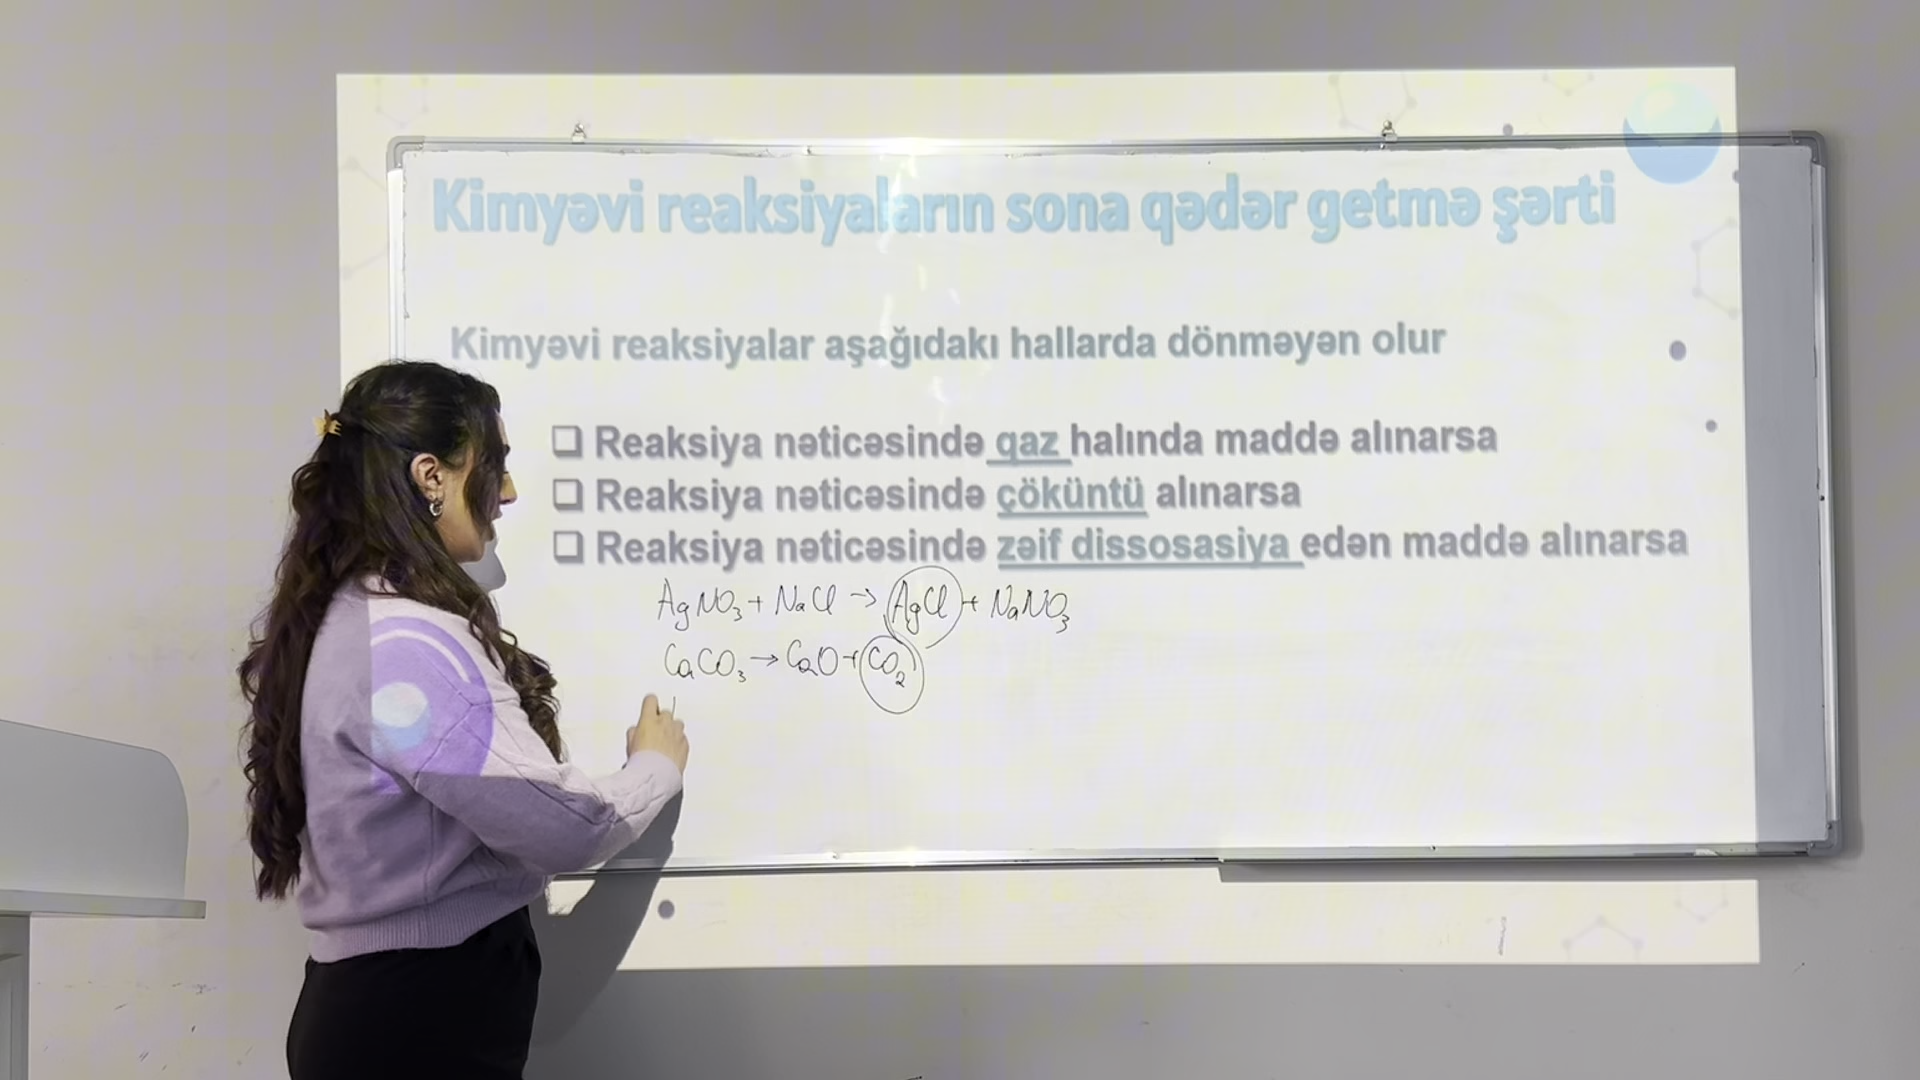 Kimyəvi reaksiyaların sona qədər getmə şərti
Kimyəvi reaksiyalar aşağıdakı hallarda dönməyən olur
❑ Reaksiya nəticəsində qaz halında maddə alınarsa
❑ Reaksiya nəticəsində çöküntü alınarsa
❑ Reaksiya nəticəsində zəif dissosasiya edən maddə alınarsa
AgNO₃ + NaCl → AgCl + NaNO₃
CaCO₃ → CaO + CO₂